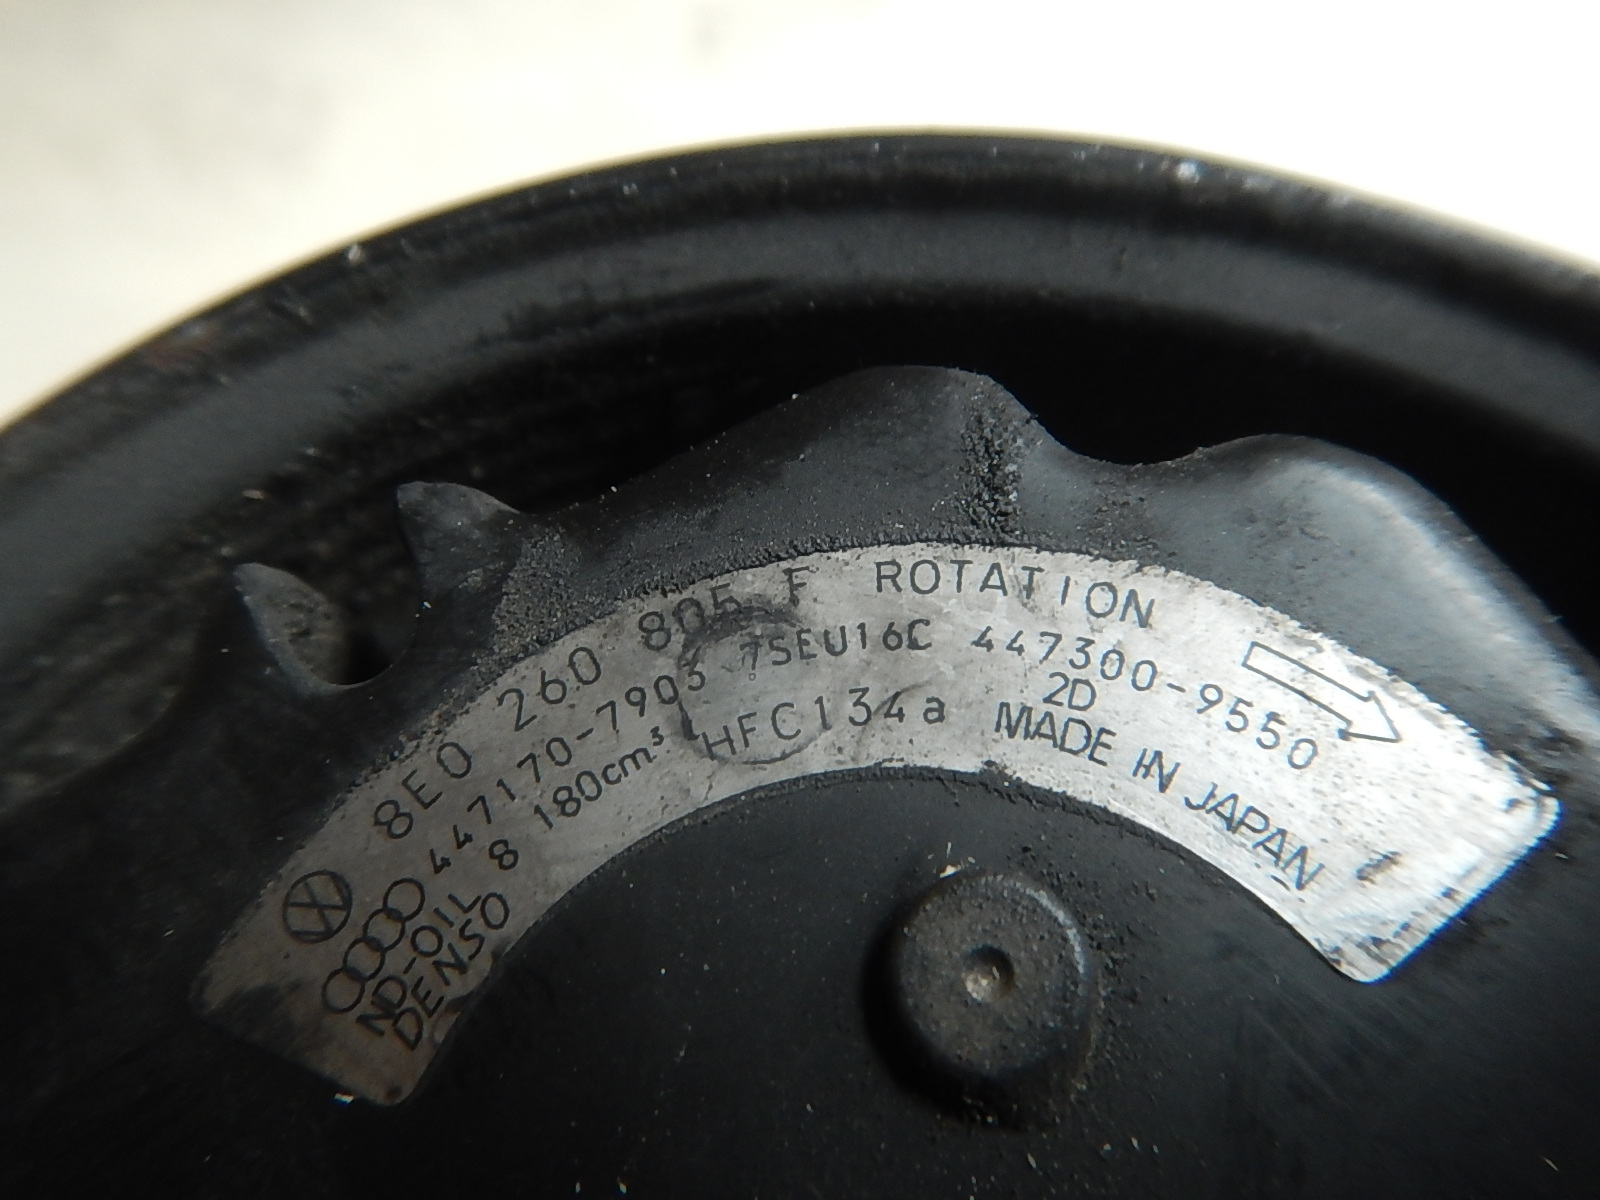 8E0 260 805 F ROTATION
447170-7903 7SEU16C 447300-9550
ND-OIL 8 180cm³ HFC134a 2D
DENSO MADE IN JAPAN